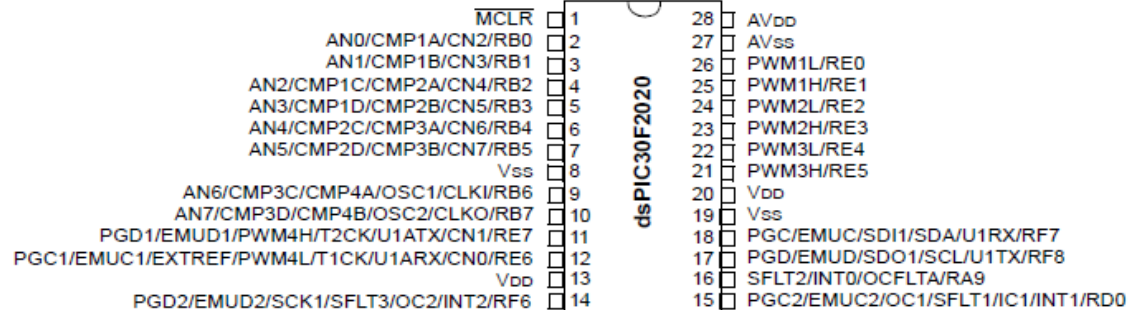 MCLR 1 28 AVDD
AN0/CMP1A/CN2/RB0 2 27 AVss
AN1/CMP1B/CN3/RB1 3 26 PWM1L/RE0
AN2/CMP1C/CMP2A/CN4/RB2 4 25 PWM1H/RE1
AN3/CMP1D/CMP2B/CN5/RB3 5 24 PWM2L/RE2
AN4/CMP2C/CMP3A/CN6/RB4 6 23 PWM2H/RE3
AN5/CMP2D/CMP3B/CN7/RB5 7 22 PWM3L/RE4
Vss 8 21 PWM3H/RE5
AN6/CMP3C/CMP4A/OSC1/CLKI/RB6 9 20 VDD
AN7/CMP3D/CMP4B/OSC2/CLKO/RB7 10 19 Vss
PGD1/EMUD1/PWM4H/T2CK/U1ATX/CN1/RE7 11 18 PGC/EMUC/SDI1/SDA/U1RX/RF7
PGC1/EMUC1/EXTREF/PWM4L/T1CK/U1ARX/CN0/RE6 12 17 PGD/EMUD/SDO1/SCL/U1TX/RF8
VDD 13 16 SFLT2/INT0/OCFLTA/RA9
PGD2/EMUD2/SCK1/SFLT3/OC2/INT2/RF6 14 15 PGC2/EMUC2/OC1/SFLT1/IC1/INT1/RD0
dsPIC30F2020